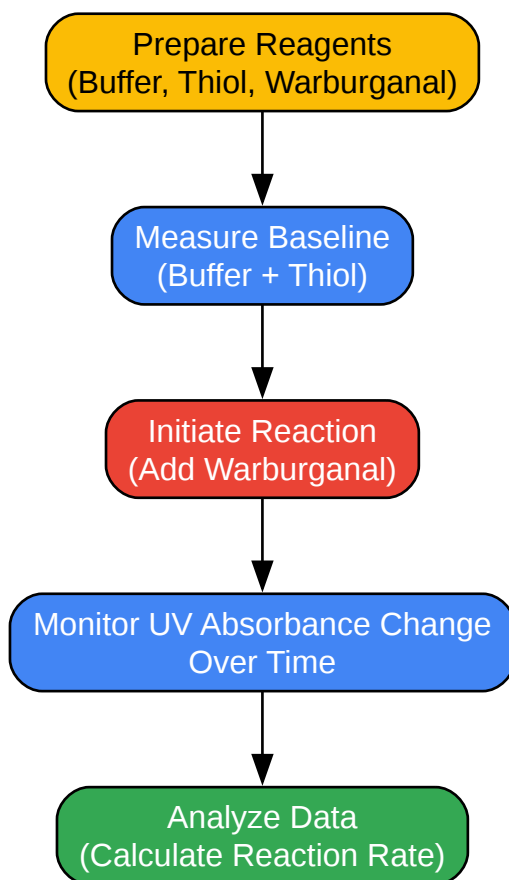 Prepare Reagents
(Buffer, Thiol, Warburganal)
Measure Baseline
(Buffer + Thiol)
Initiate Reaction
(Add Warburganal)
Monitor UV Absorbance Change
Over Time
Analyze Data
(Calculate Reaction Rate)